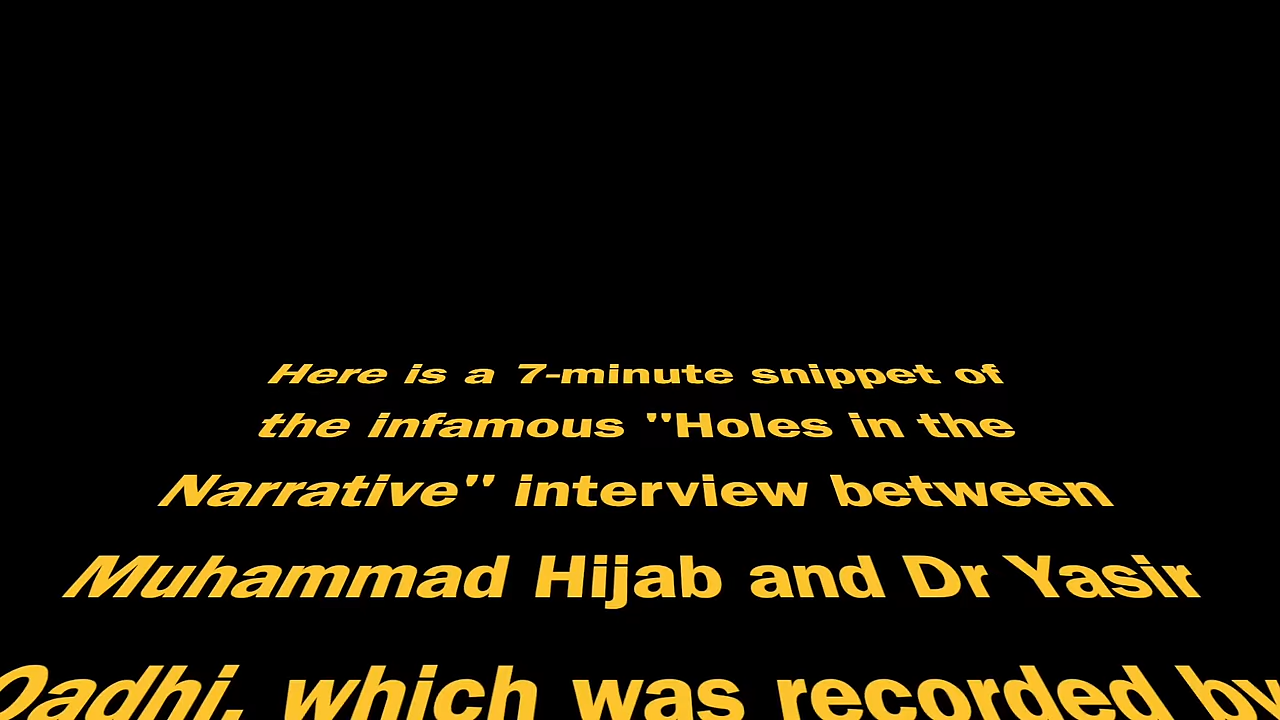 Here is a 7-minute snippet of
the infamous "Holes in the
Narrative" interview between
Muhammad Hijab and Dr Yasir
Qadhi, which was recorded by